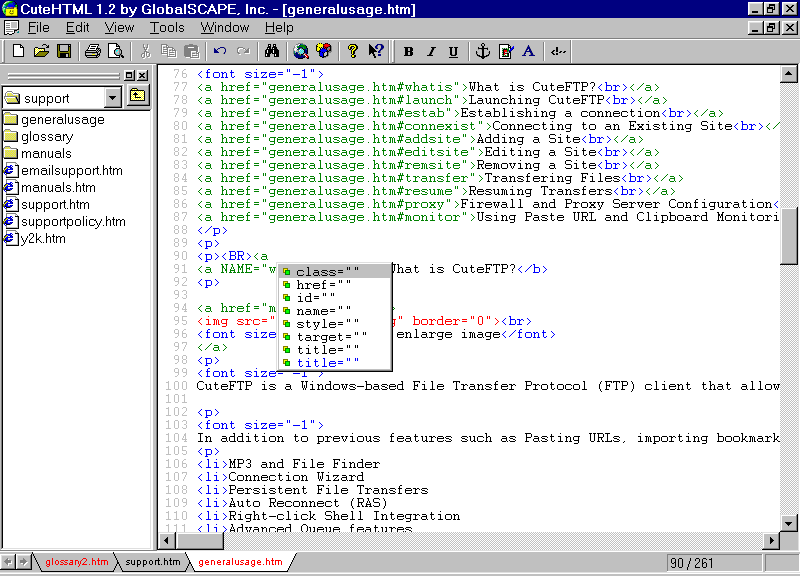 CuteHTML 1.2 by GlobalSCAPE, Inc. - [generalusage.htm]
File Edit View Tools Window Help
B I U A <!--
support
generalusage
glossary
manuals
emailsupport.htm
manuals.htm
support.htm
supportpolicy.htm
y2k.htm
76 <font size="-1">
77 <a href="generalusage.htm#whatis">What is CuteFTP?<br></a>
78 <a href="generalusage.htm#launch">Launching CuteFTP<br></a>
79 <a href="generalusage.htm#estab">Establishing a connection<br></a>
80 <a href="generalusage.htm#connexist">Connecting to an Existing Site<br></
81 <a href="generalusage.htm#addsite">Adding a Site<br></a>
82 <a href="generalusage.htm#editsite">Editing a Site<br></a>
83 <a href="generalusage.htm#remsite">Removing a Site<br></a>
84 <a href="generalusage.htm#transfer">Transfering Files<br></a>
85 <a href="generalusage.htm#resume">Resuming Transfers<br></a>
86 <a href="generalusage.htm#proxy">Firewall and Proxy Server Configuration<
87 <a href="generalusage.htm#monitor">Using Paste URL and Clipboard Monitori
88 </p>
89 <p>
90 <p><BR><a
91 <a NAME="w hat is CuteFTP?</b>
92 <p>
93
94 <a href="m >
95 <img src=" g" border="0"><br>
96 <font size enlarge image</font>
97 </a>
98 <p>
99 <font size="-1">
class=""
href=""
id=""
name=""
style=""
target=""
title=""
title=""
100 CuteFTP is a Windows-based File Transfer Protocol (FTP) client that allow
101
102 <p>
103 <font size="-1">
104 In addition to previous features such as Pasting URLs, importing bookmark
105 <p>
106 <li>MP3 and File Finder
107 <li>Connection Wizard
108 <li>Persistent File Transfers
109 <li>Auto Reconnect (RAS)
110 <li>Right-click Shell Integration
111 <li>Advanced Queue features
glossary2.htm support.htm generalusage.htm
90 / 261